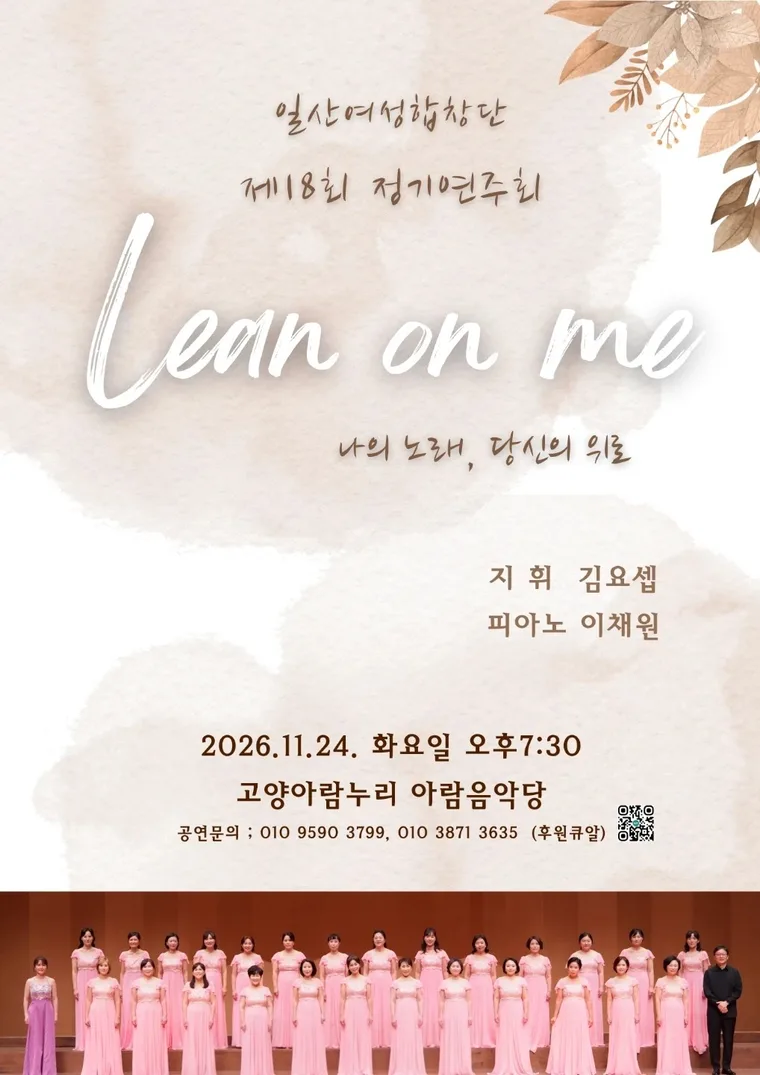 일산여성합창단
제18회 정기연주회
Lean on me
나의 노래, 당신의 위로
지 휘 김요셉
피아노 이채원
2026.11.24. 화요일 오후7:30
고양아람누리 아람음악당
공연문의 ; 010 9590 3799, 010 3871 3635 (후원큐알)